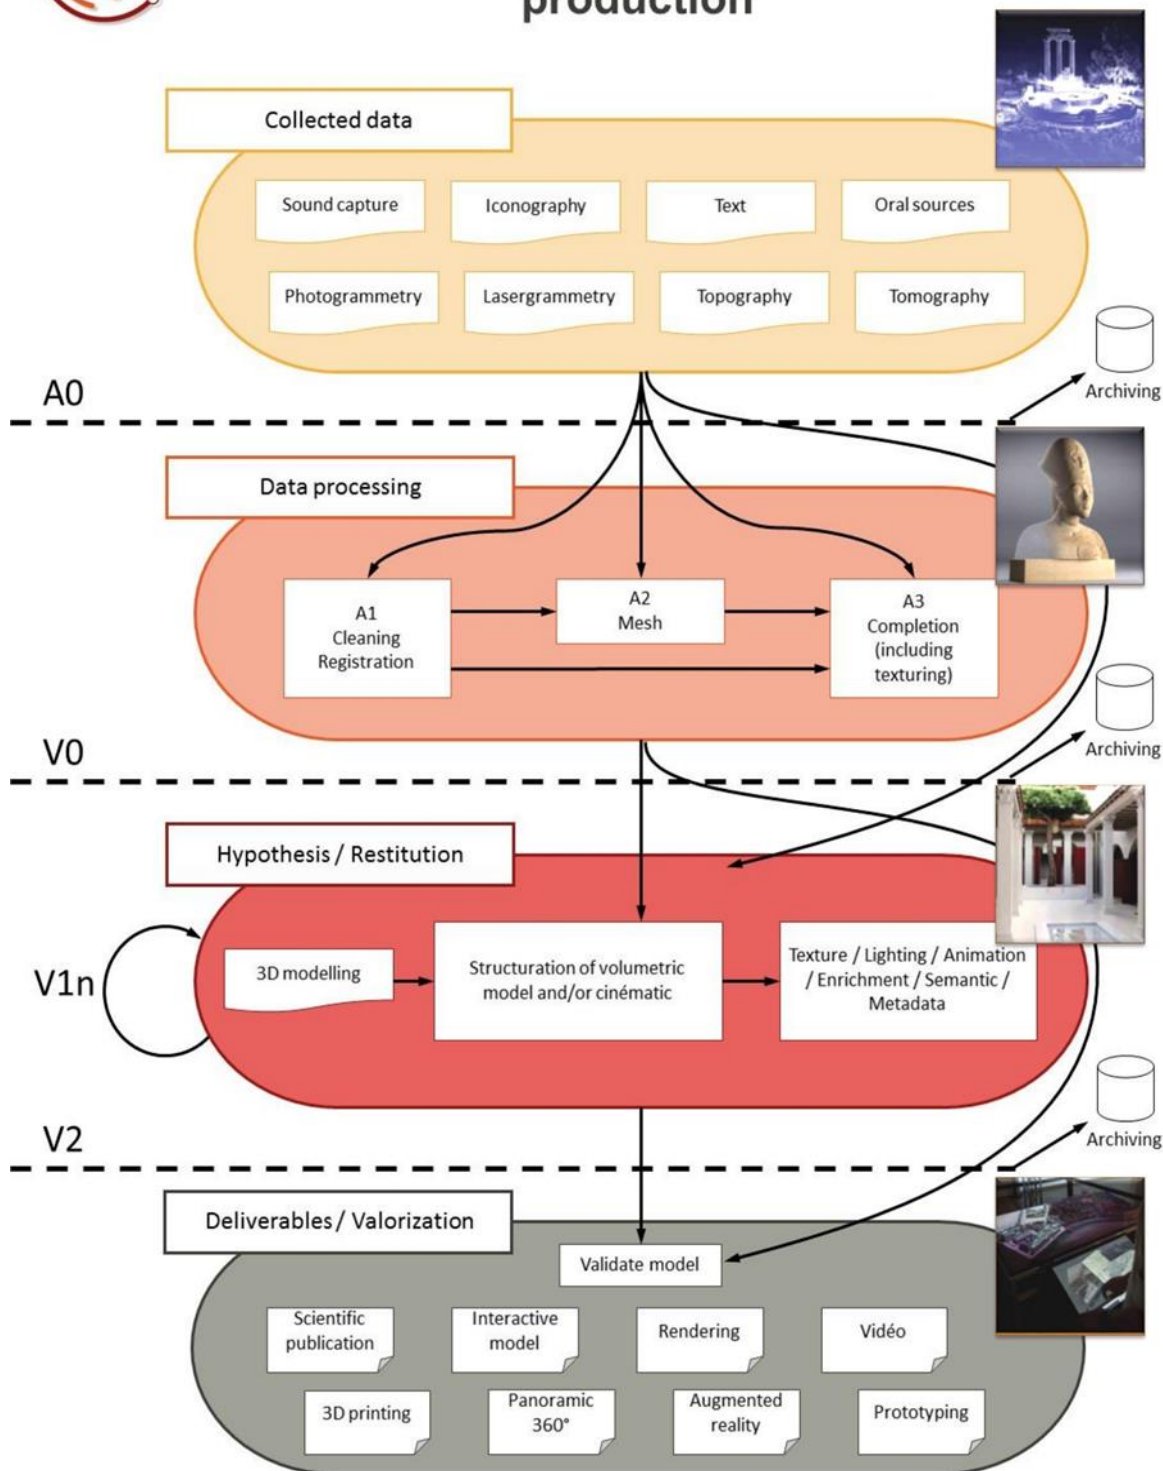 production
Collected data
Sound capture
Iconography
Text
Oral sources
Photogrammetry
Lasergrammetry
Topography
Tomography
Archiving
A0
Data processing
A1
Cleaning
Registration
A2
Mesh
A3
Completion
(including
texturing)
Archiving
V0
Hypothesis / Restitution
V1n
3D modelling
Structuration of volumetric
model and/or cinématic
Texture / Lighting / Animation
/ Enrichment / Semantic /
Metadata
Archiving
V2
Deliverables / Valorization
Validate model
Scientific
publication
Interactive
model
Rendering
Vidéo
3D printing
Panoramic
360°
Augmented
reality
Prototyping